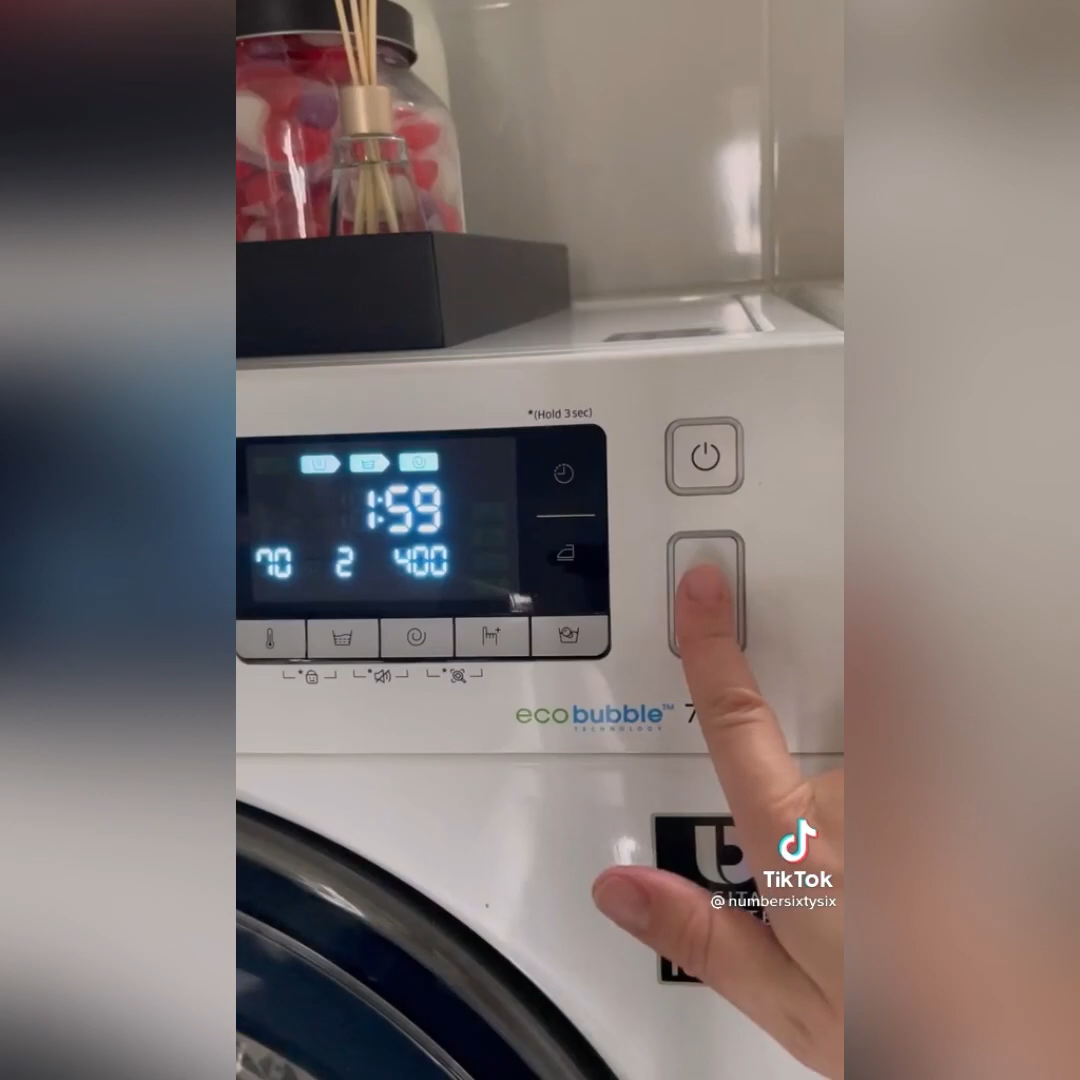 *(Hold 3 sec)
1:59
70 2 400
ecobubble™ 7
TECHNOLOGY
TikTok
@numbersixtysix